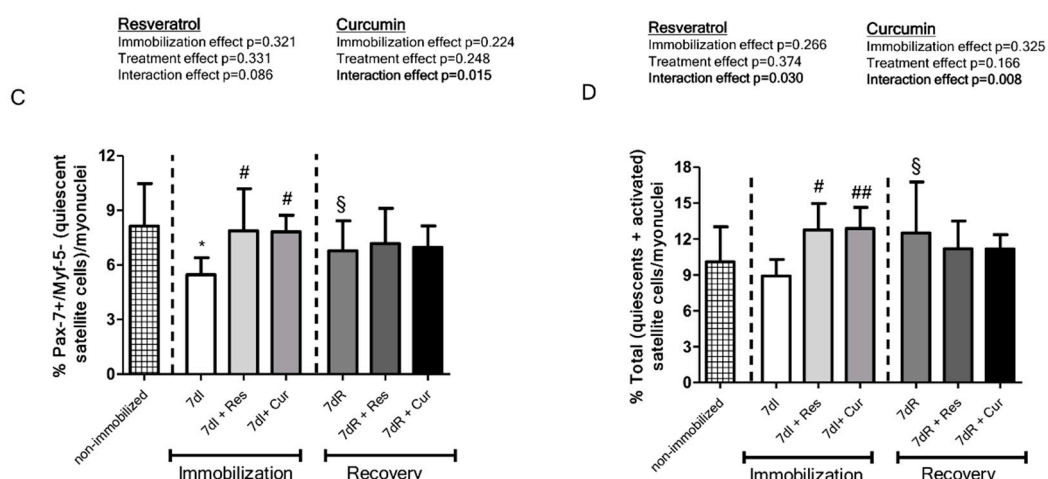 Resveratrol
Immobilization effect p=0.321
Treatment effect p=0.331
Interaction effect p=0.086
Curcumin
Immobilization effect p=0.224
Treatment effect p=0.248
Interaction effect p=0.015
C
% Pax-7+/Myf-5- (quiescent
satellite cells)/myonuclei
12
9
6
3
0
*
#
#
§
non-immobilized
7dI
7dI + Res
7dI+ Cur
7dR
7dR + Res
7dR + Cur
Immobilization
Recovery
Resveratrol
Immobilization effect p=0.266
Treatment effect p=0.374
Interaction effect p=0.030
Curcumin
Immobilization effect p=0.325
Treatment effect p=0.166
Interaction effect p=0.008
D
% Total (quiescents + activated)
satellite cells/myonuclei
18
15
12
9
6
3
0
#
##
§
non-immobilized
7dI
7dI + Res
7dI+ Cur
7dR
7dR + Res
7dR + Cur
Immobilization
Recovery